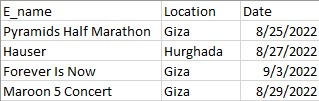 E_name Location Date
Pyramids Half Marathon Giza 8/25/2022
Hauser Hurghada 8/27/2022
Forever Is Now Giza 9/3/2022
Maroon 5 Concert Giza 8/29/2022